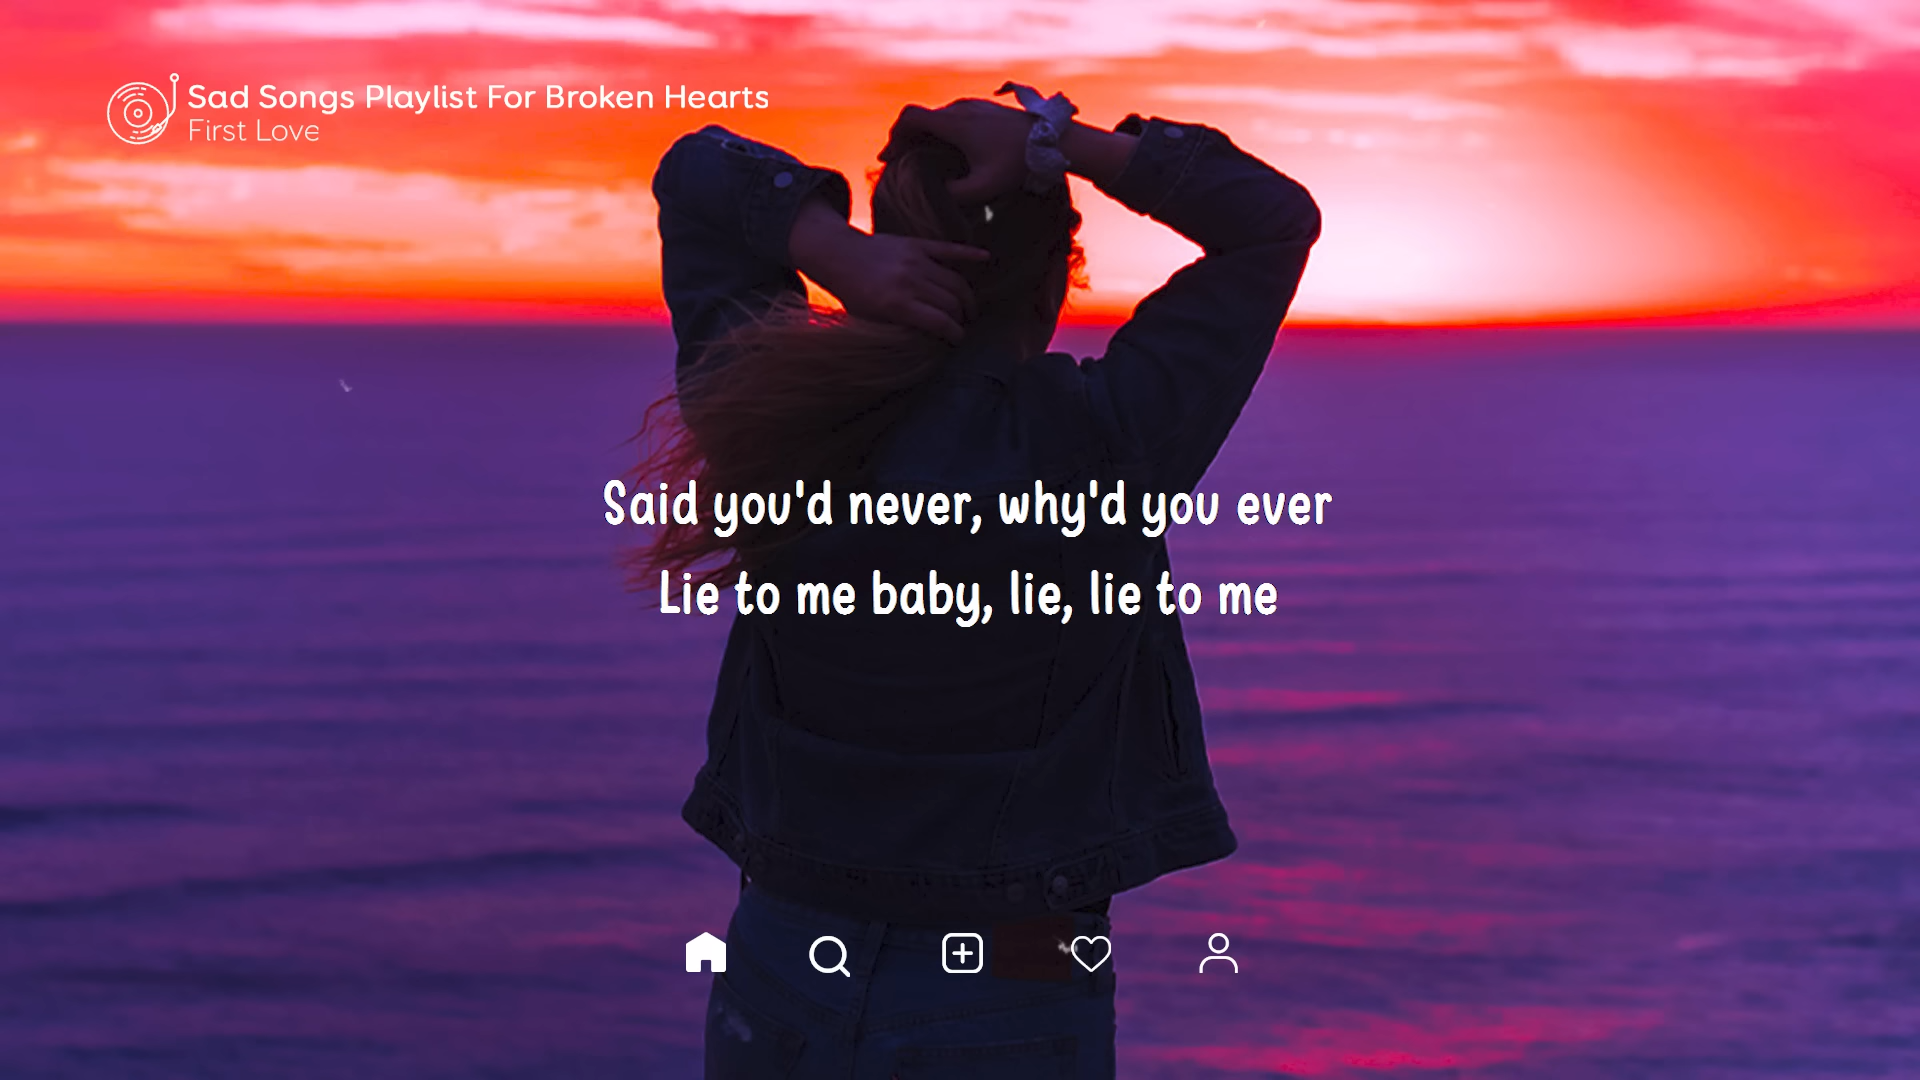 Sad Songs Playlist For Broken Hearts
First Love
Said you'd never, why'd you ever
Lie to me baby, lie, lie to me